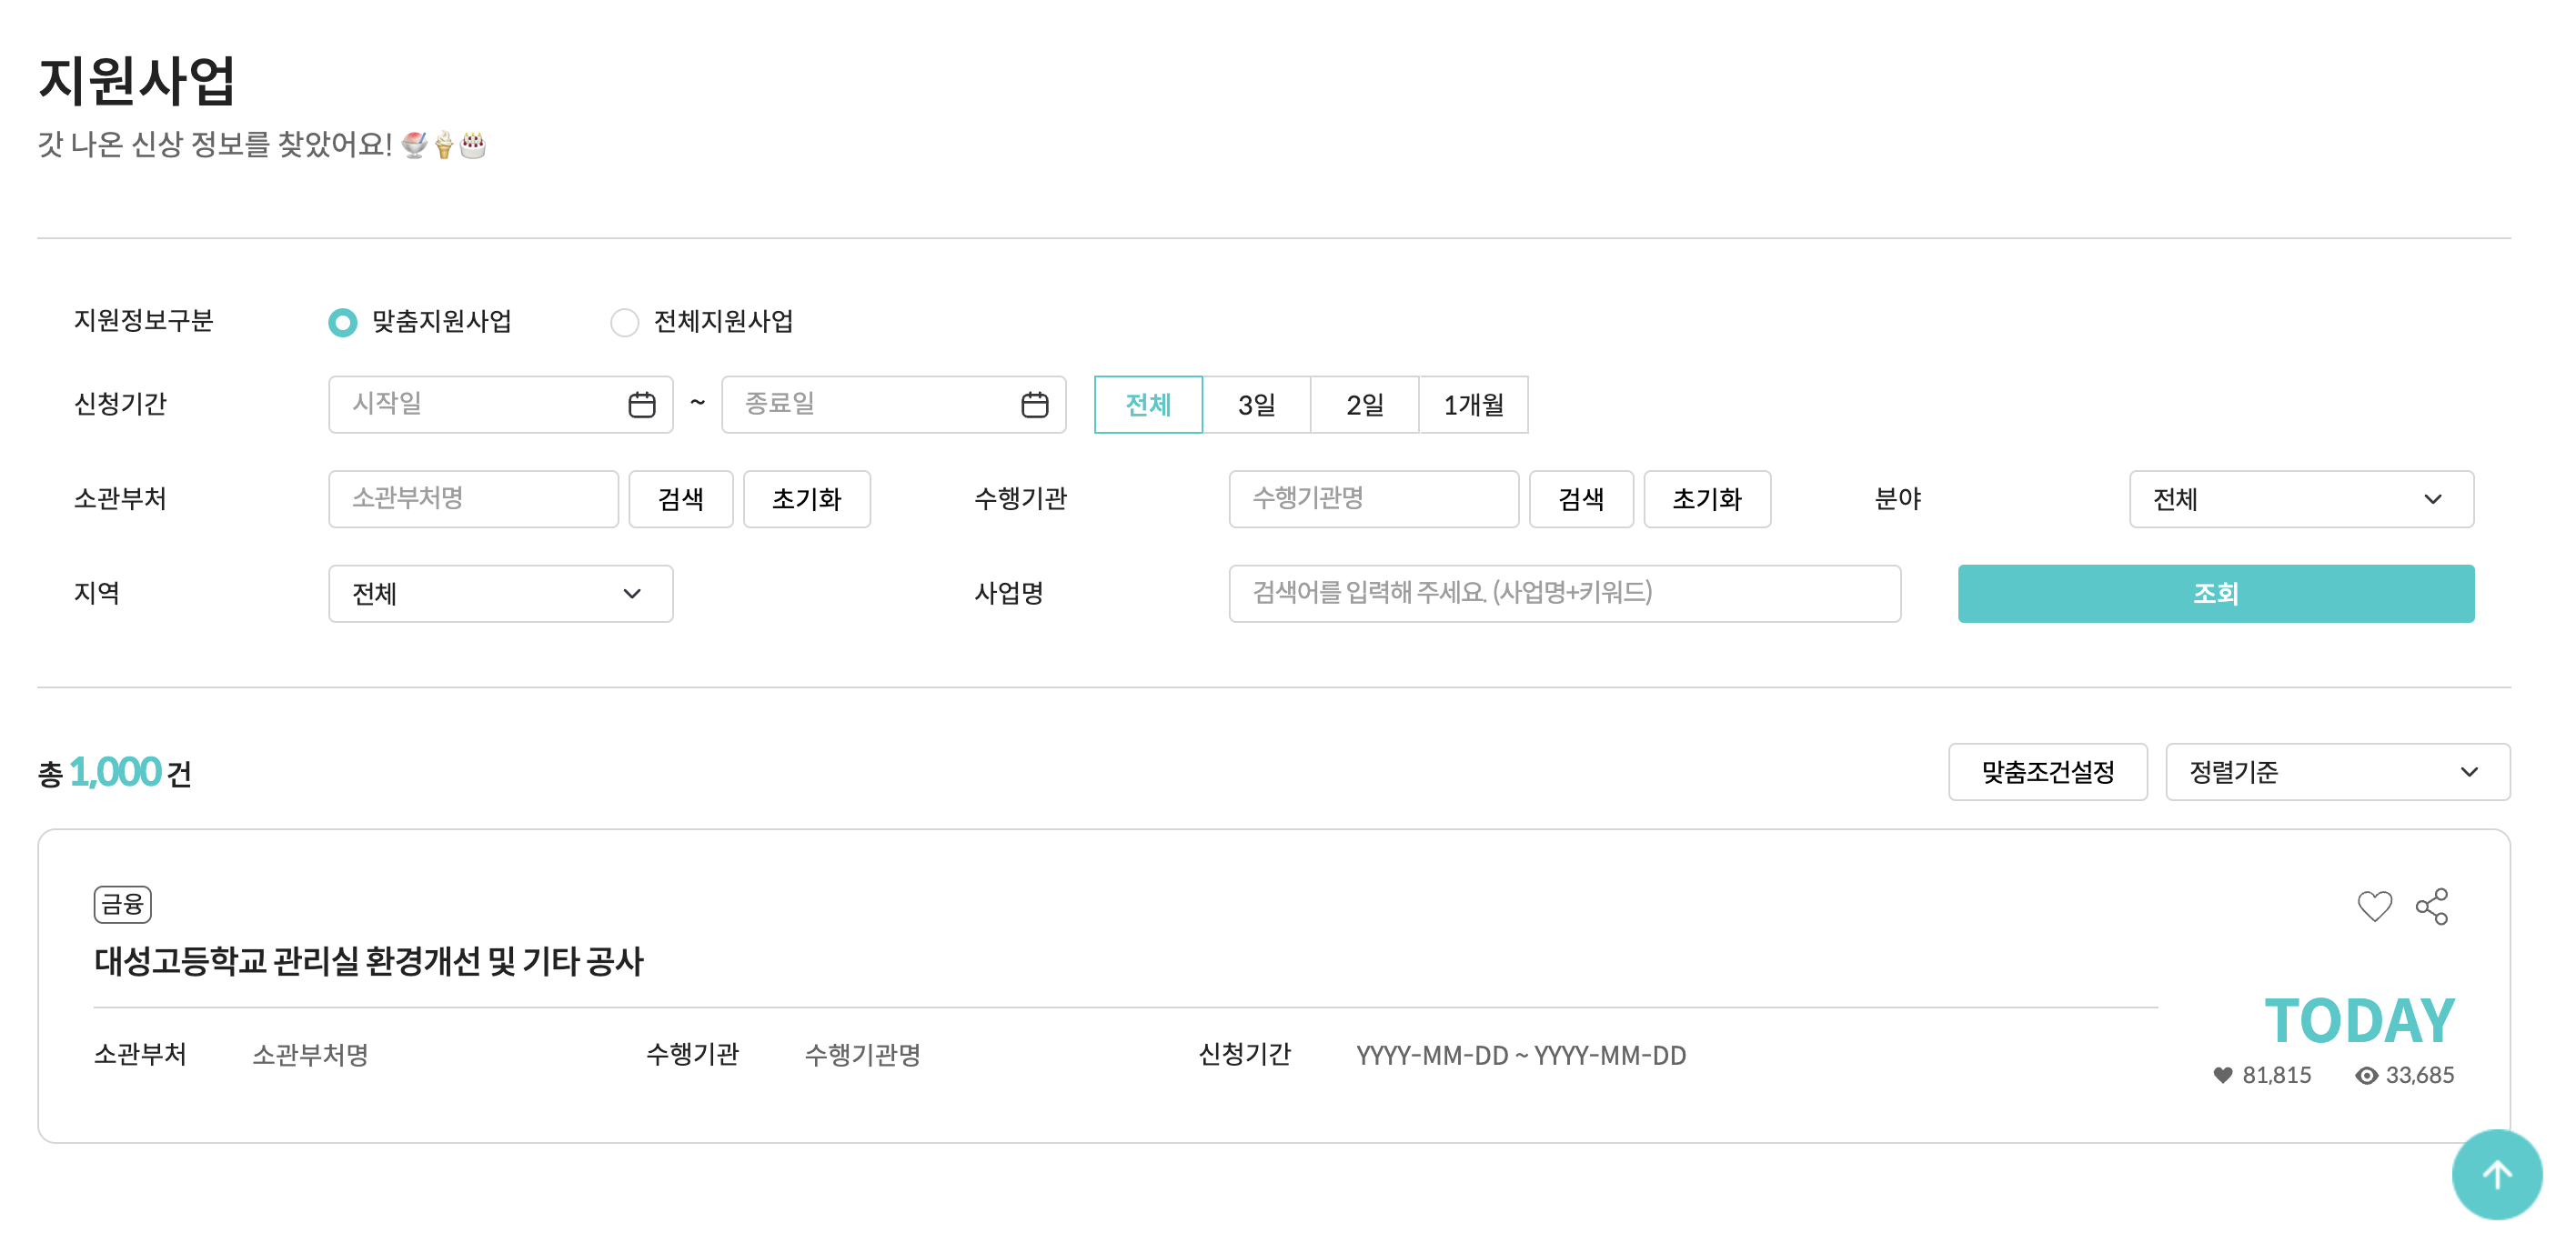 지원사업
갓 나온 신상 정보를 찾았어요! 🍧🍦🎂
지원정보구분 맞춤지원사업 전체지원사업
신청기간 시작일 ~ 종료일 전체 3일 2일 1개월
소관부처 소관부처명 검색 초기화 수행기관 수행기관명 검색 초기화 분야 전체
지역 전체 사업명 검색어를 입력해 주세요. (사업명+키워드) 조회
총 1,000 건 맞춤조건설정 정렬기준
금융
대성고등학교 관리실 환경개선 및 기타 공사
TODAY
소관부처 소관부처명 수행기관 수행기관명 신청기간 YYYY-MM-DD ~ YYYY-MM-DD
81,815 33,685